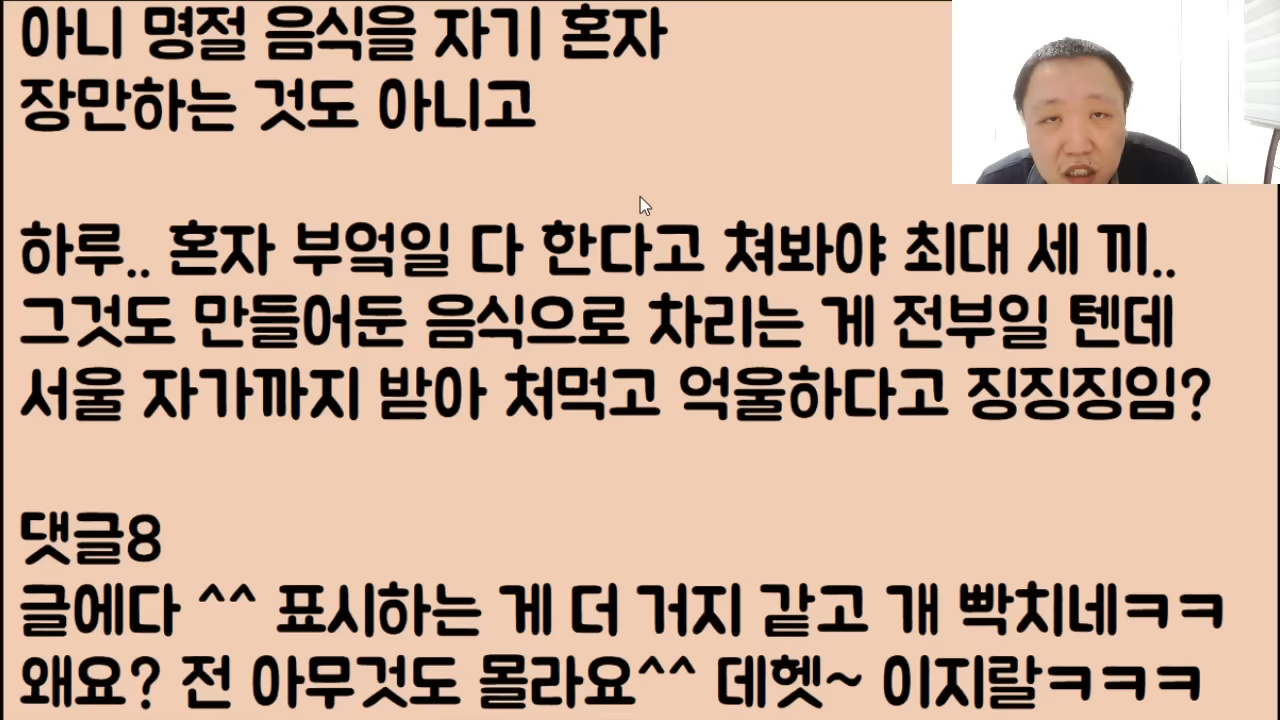 아니 명절 음식을 자기 혼자
장만하는 것도 아니고
하루.. 혼자 부엌일 다 한다고 쳐봐야 최대 세 끼..
그것도 만들어둔 음식으로 차리는 게 전부일 텐데
서울 자가까지 받아 처먹고 억울하다고 징징징임?
댓글8
글에다 ^^ 표시하는 게 더 거지 같고 개 빡치네ㅋㅋ
왜요? 전 아무것도 몰라요^^ 데헷~ 이지랄ㅋㅋㅋ